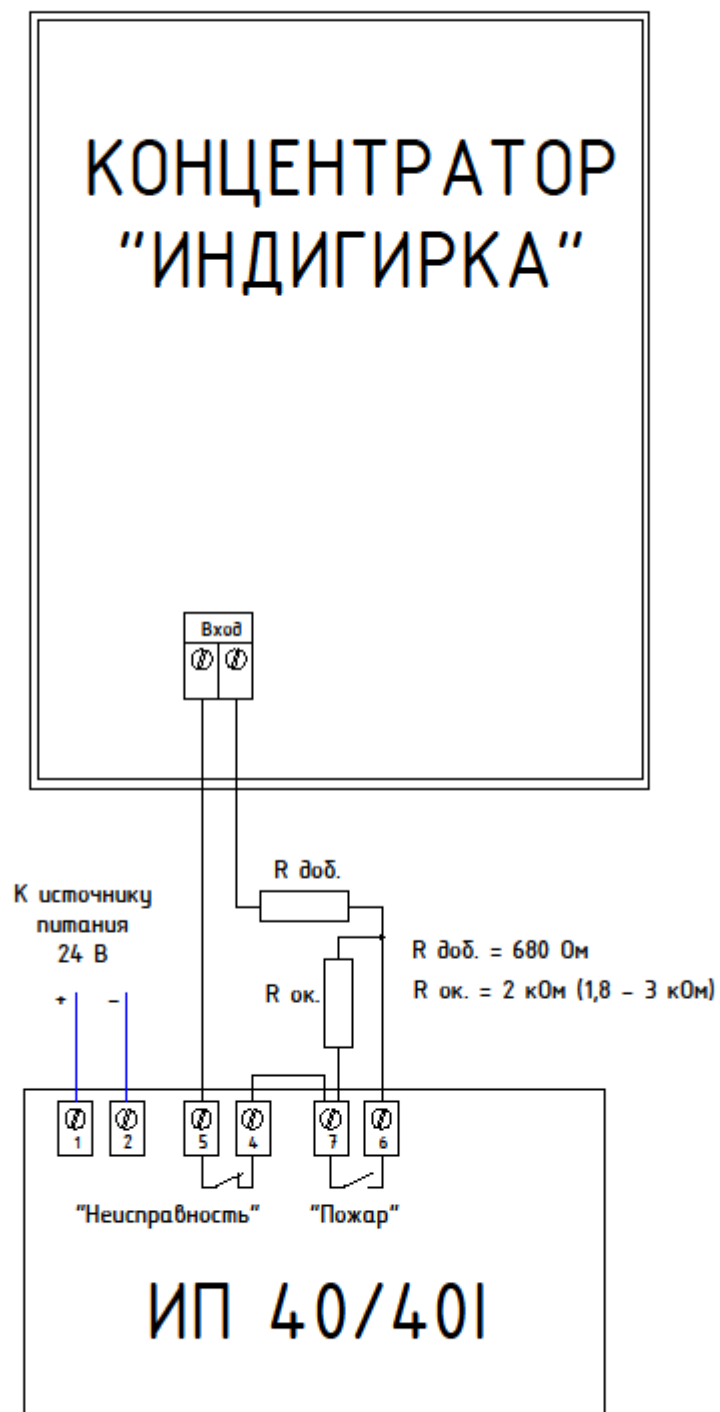 КОНЦЕНТРАТОР
"ИНДИГИРКА"
Вход
R доб.
К источнику
питания
24 В
+ -
R доб. = 680 Ом
R ок.
R ок. = 2 кОм (1,8 - 3 кОм)
1 2 5 4 7 6
"Неисправность" "Пожар"
ИП 40/40I